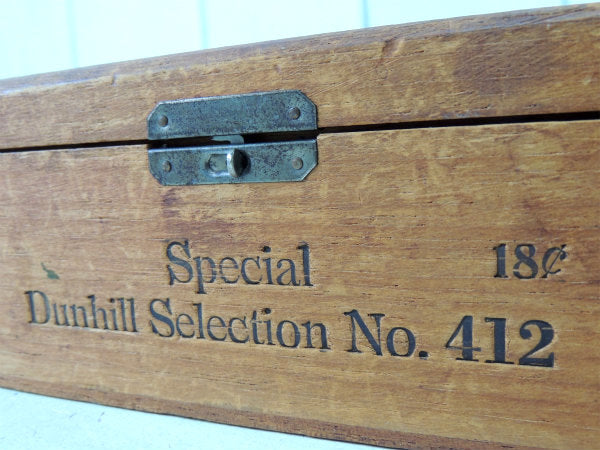 Special 18¢
Dunhill Selection No. 412